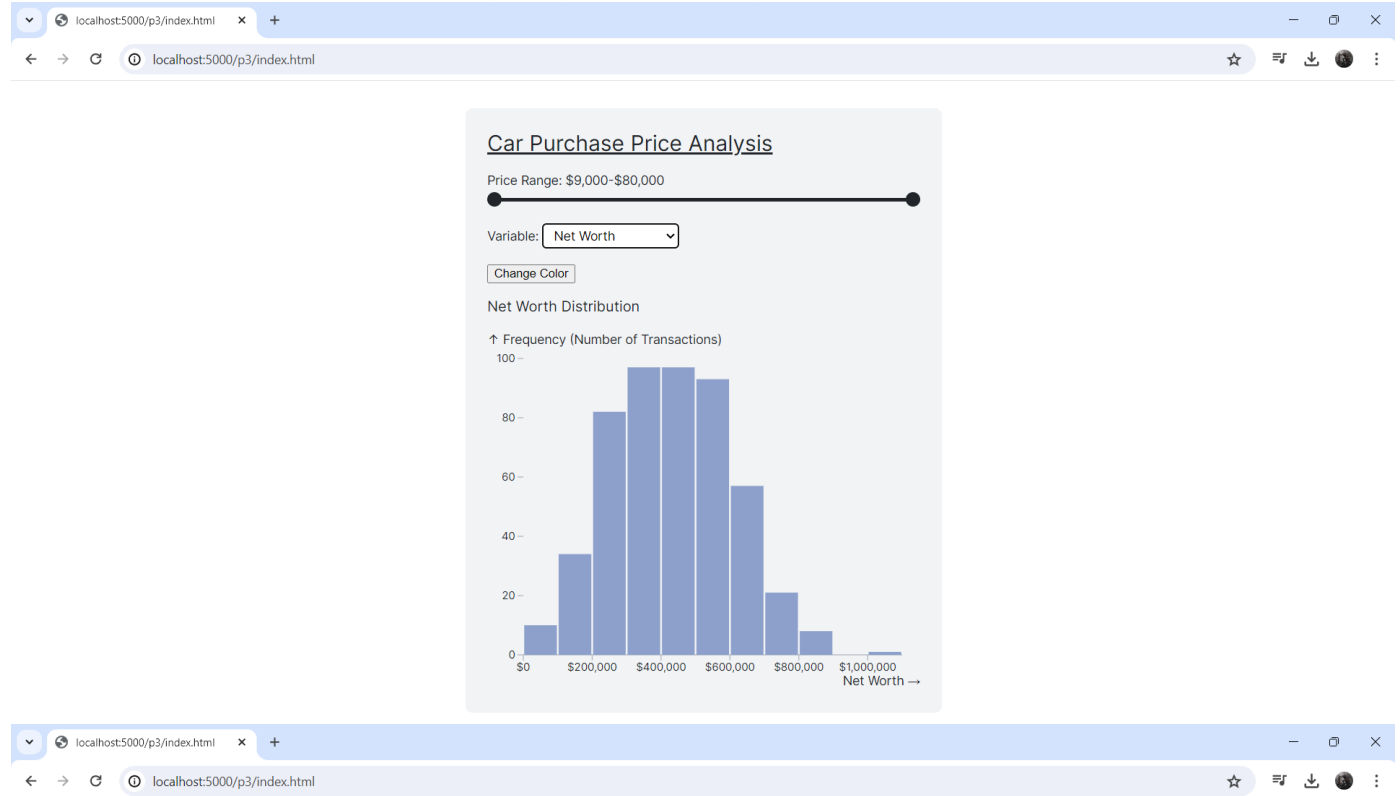 localhost:5000/p3/index.html
localhost:5000/p3/index.html
Car Purchase Price Analysis
Price Range: $9,000-$80,000
Variable: Net Worth
Change Color
Net Worth Distribution
↑ Frequency (Number of Transactions)
100
80
60
40
20
0
$0 $200,000 $400,000 $600,000 $800,000 $1,000,000
Net Worth →
localhost:5000/p3/index.html
localhost:5000/p3/index.html